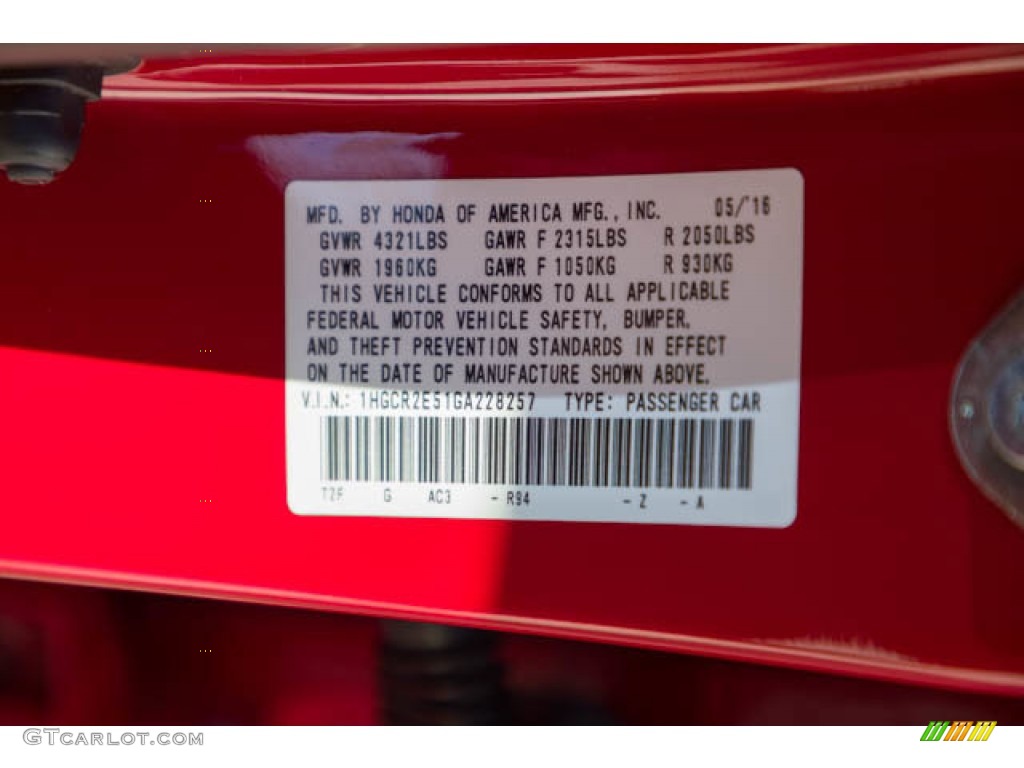 MFD. BY HONDA OF AMERICA MFG., INC. 05/'16
GVWR 4321LBS GAWR F 2315LBS R 2050LBS
GVWR 1960KG GAWR F 1050KG R 930KG
THIS VEHICLE CONFORMS TO ALL APPLICABLE
FEDERAL MOTOR VEHICLE SAFETY, BUMPER,
AND THEFT PREVENTION STANDARDS IN EFFECT
ON THE DATE OF MANUFACTURE SHOWN ABOVE.
V.I.N.: 1HGCR2E51GA228257 TYPE: PASSENGER CAR
T2F G AC3 - R94 - Z - A
GTCARLOT.COM